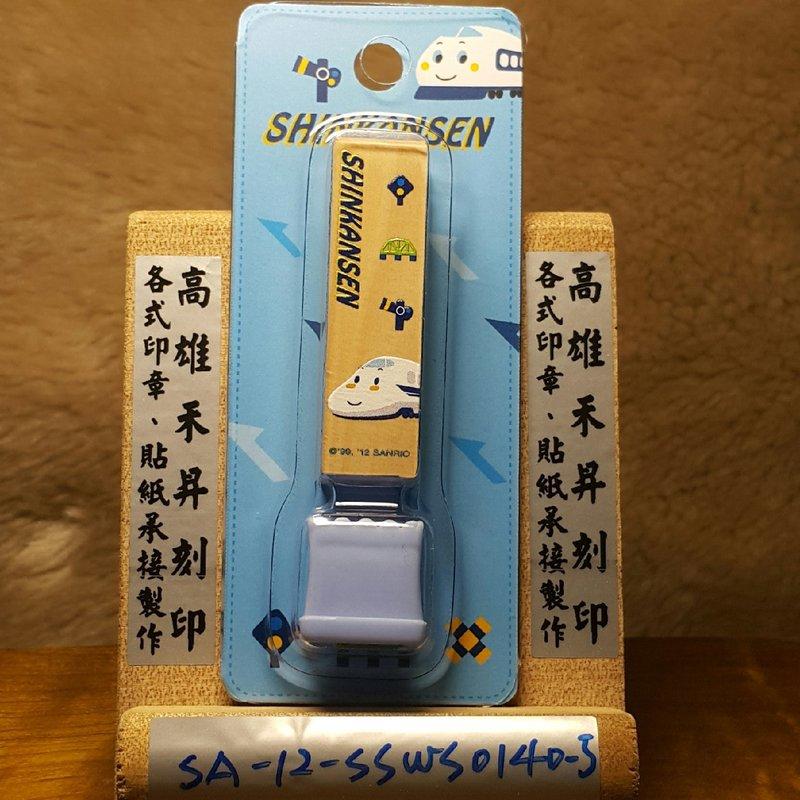 SHINKANSEN
SHINKANSEN
©'99, '12 SANRIO
高雄禾昇刻印
各式印章、貼紙承接製作
高雄禾昇刻印
各式印章、貼紙承接製作
SA-12-SSWS0140-J